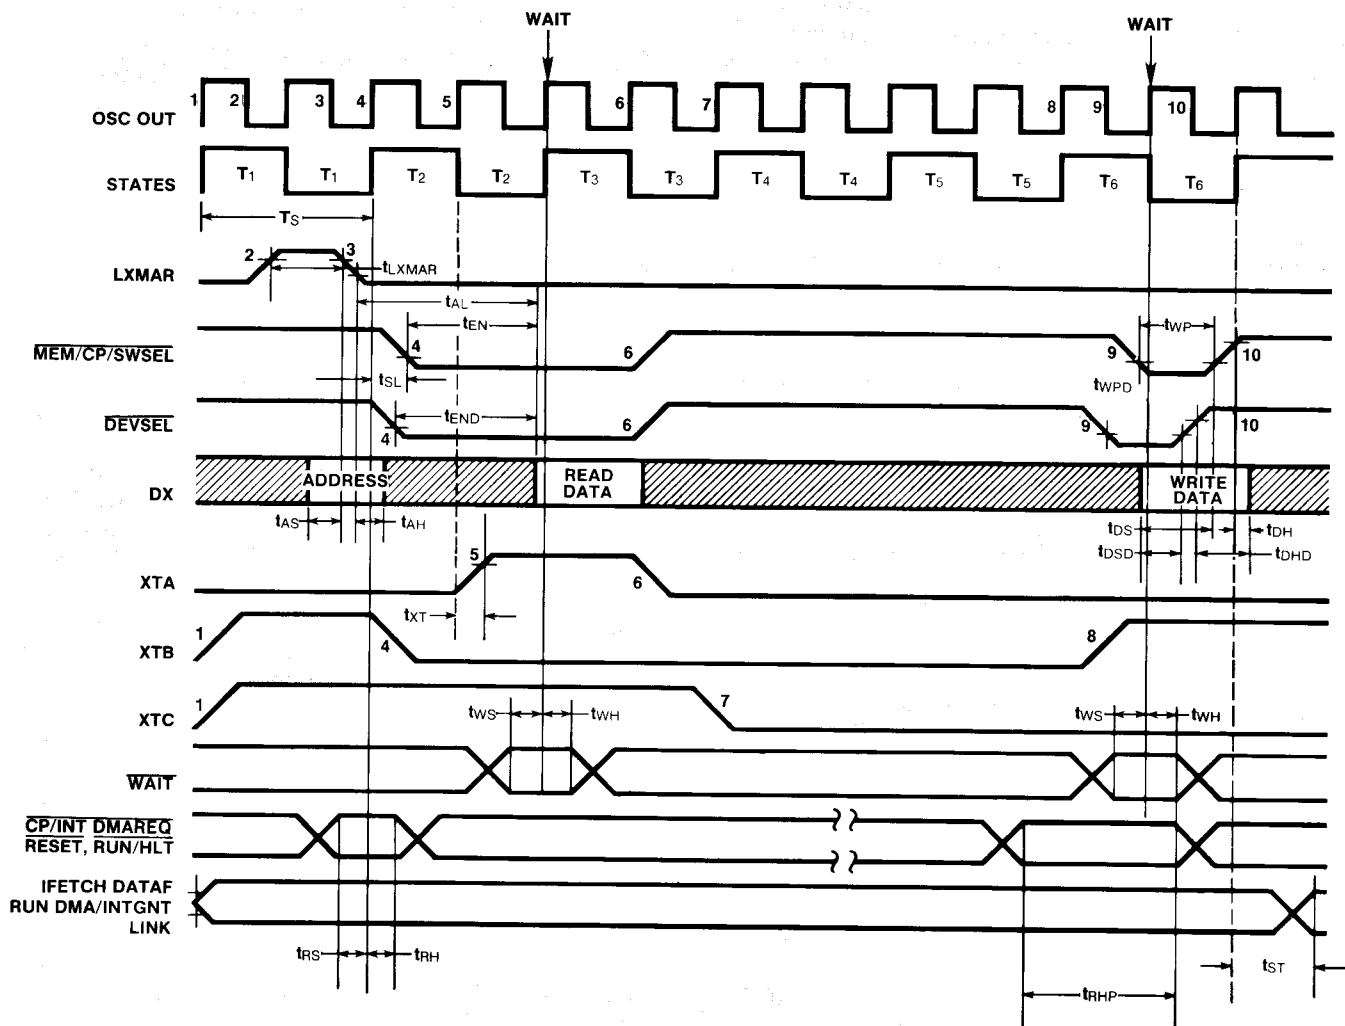 WAIT WAIT
1 2 3 4 5 6 7 8 9 10
OSC OUT
STATES T1 T1 T2 T2 T3 T3 T4 T4 T5 T5 T6 T6
TS
LXMAR 2 3 tLXMAR
tAL
tEN tWP
MEM/CP/SWSEL 4 6 9 10
tSL tWPD
tEND
DEVSEL 4 6 9 10
DX ADDRESS READ DATA WRITE DATA
tAS tAH tDS tDH
tDSD tDHD
XTA 5 6
tXT
XTB 1 4 8
XTC 1 7
tWS tWH tWS tWH
WAIT
CP/INT DMAREQ
RESET, RUN/HLT
IFETCH DATAF
RUN DMA/INTGNT
LINK
tRS tRH tST
tRHP